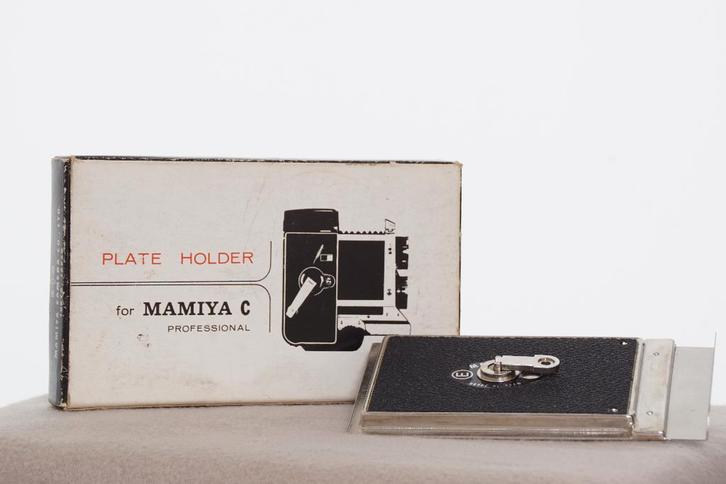 PLATE HOLDER
for MAMIYA C
PROFESSIONAL